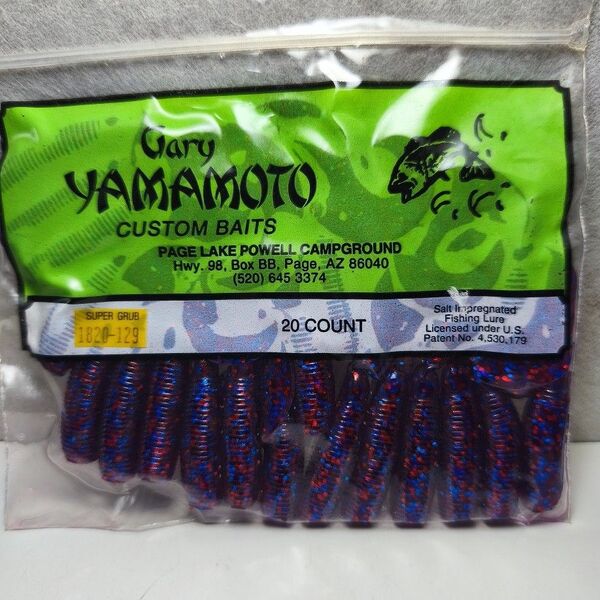 Gary
YAMAMOTO
CUSTOM BAITS
PAGE LAKE POWELL CAMPGROUND
Hwy. 98, Box BB, Page, AZ 86040
(520) 645 3374
SUPER GRUB
1820-129
20 COUNT
Salt Impregnated
Fishing Lure
Licensed under U.S.
Patent No. 4,530,179